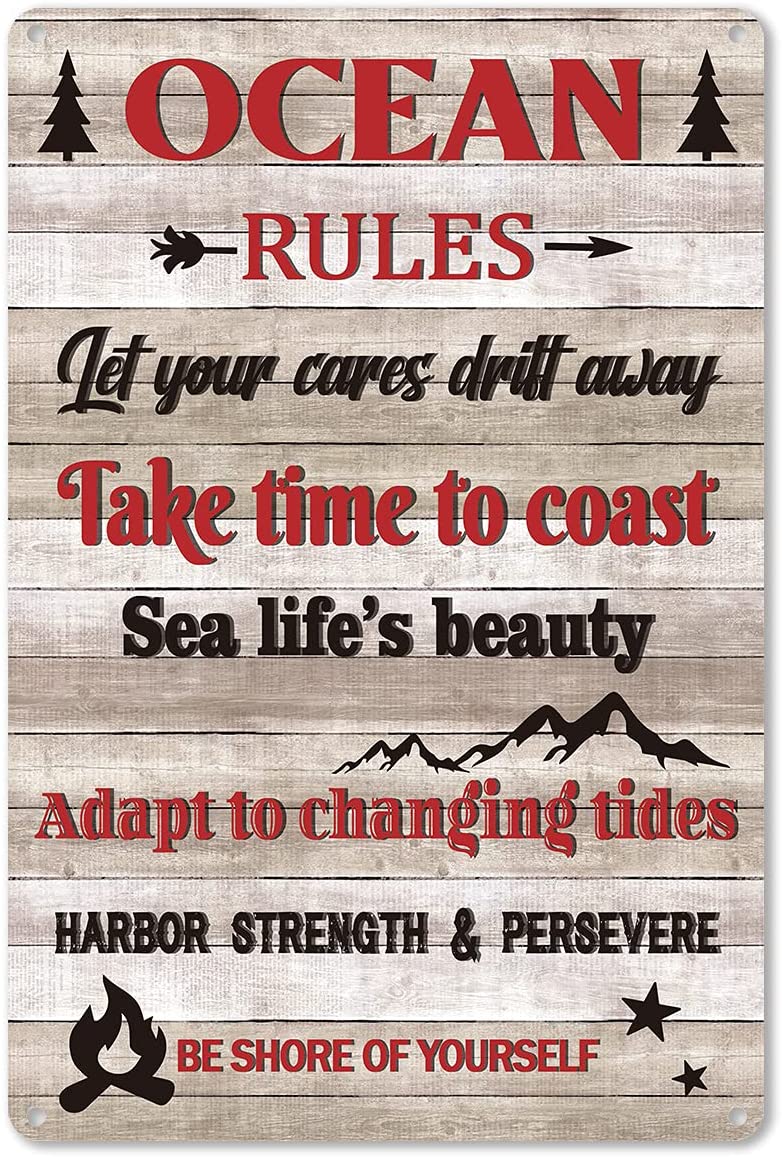 OCEAN
RULES
Let your cares drift away
Take time to coast
Sea life's beauty
Adapt to changing tides
HARBOR STRENGTH & PERSEVERE
BE SHORE OF YOURSELF